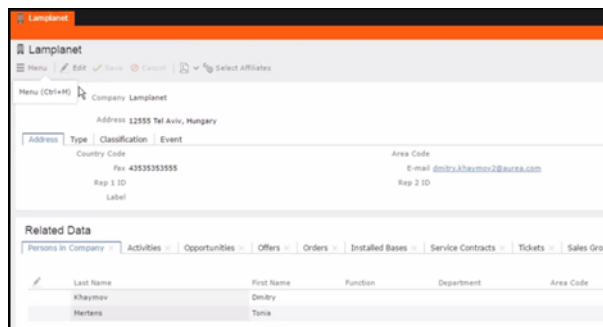 Lamplanet
Lamplanet
Menu Edit Save Cancel Select Affiliates
Menu (Ctrl+M)
Company Lamplanet
Address 12555 Tel Aviv, Hungary
Address Type Classification Event
Country Code Area Code
Fax 43535353555 E-mail dmitry.khaymov2@aurea.com
Rep 1 ID Rep 2 ID
Label
Related Data
Persons in Company Activities Opportunities Offers Orders Installed Bases Service Contracts Tickets Sales Gro
Last Name First Name Function Department Area Code
Khaymov Dmitry
Mertens Tonia